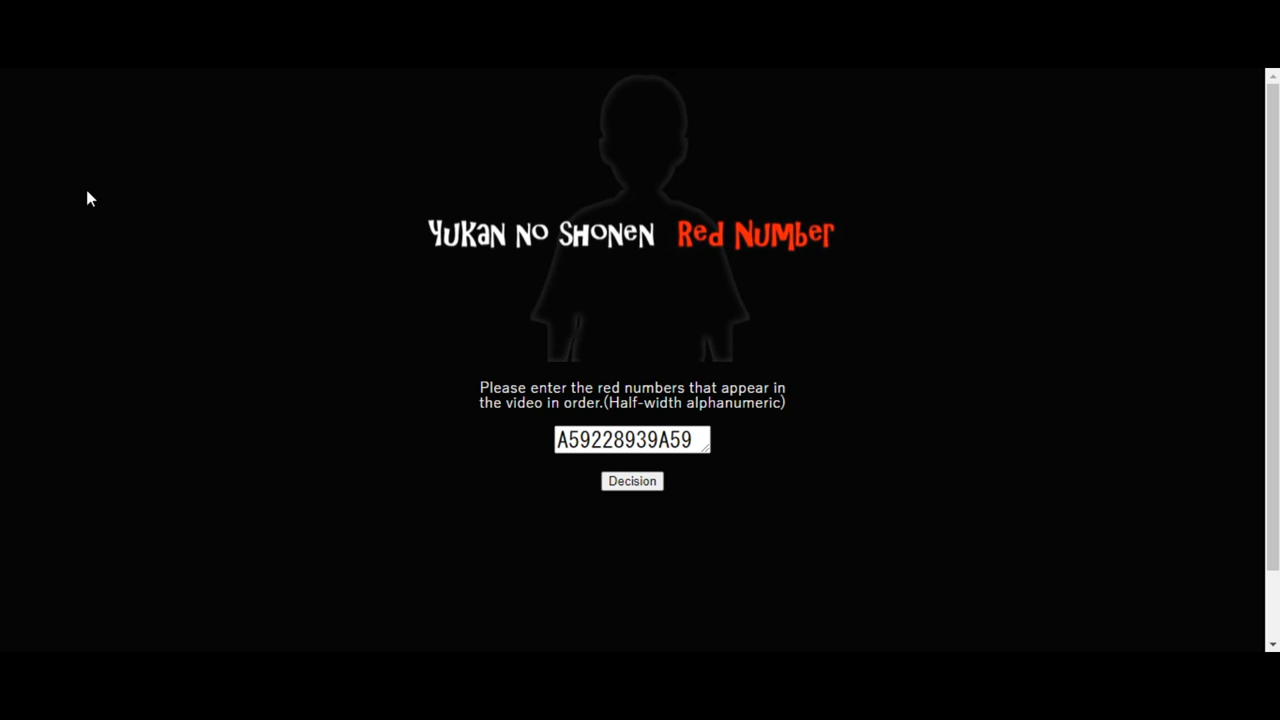 Yukan no Shonen Red Number
Please enter the red numbers that appear in
the video in order.(Half-width alphanumeric)
A59228939A59
Decision